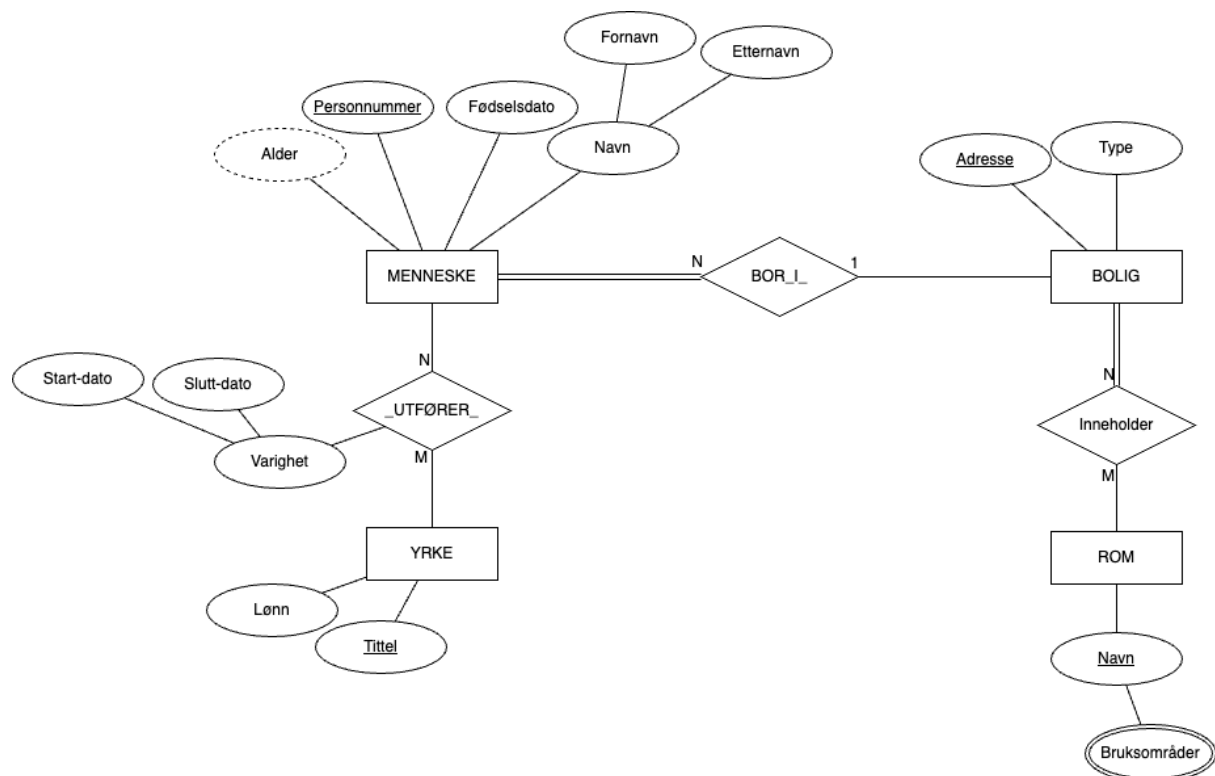 Fornavn
Etternavn
Personnummer
Fødselsdato
Alder
Navn
Adresse
Type
MENNESKE
N
BOR_I_
1
BOLIG
N
N
Start-dato
Slutt-dato
_UTFØRER_
Inneholder
Varighet
M
M
YRKE
ROM
Lønn
Tittel
Navn
Bruksområder